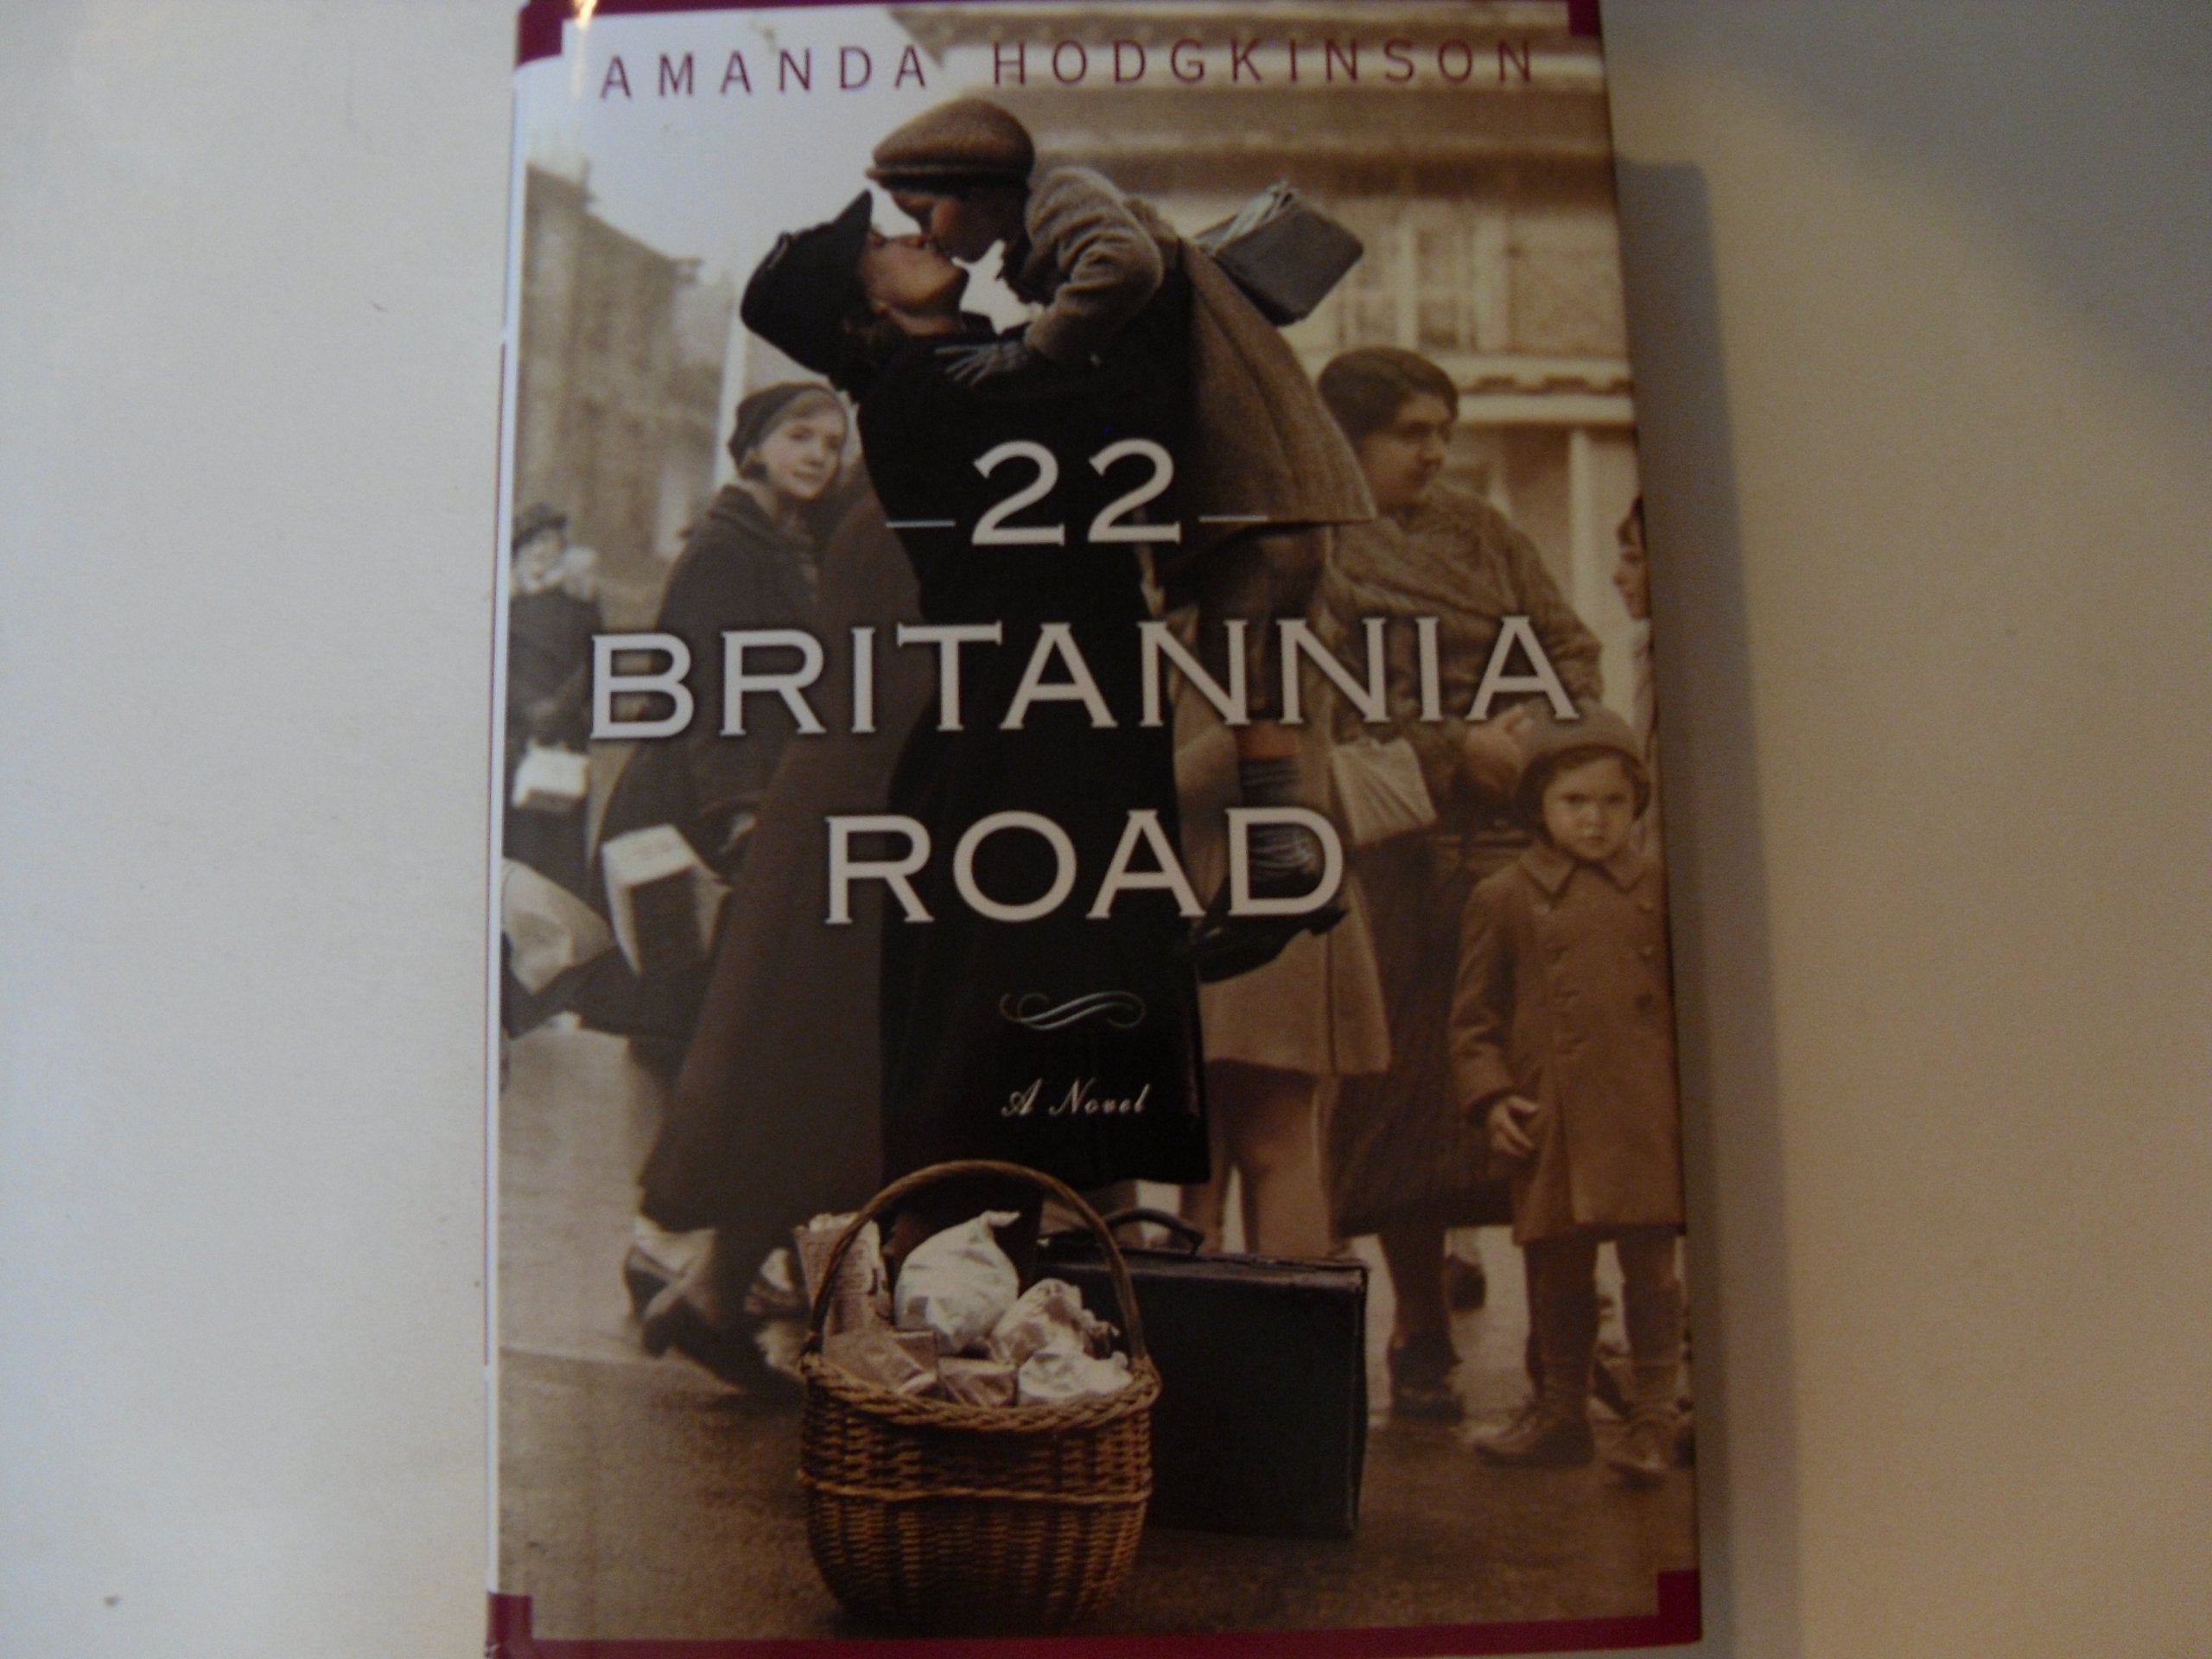 AMANDA HODGKINSON
22
BRITANNIA
ROAD
A Novel